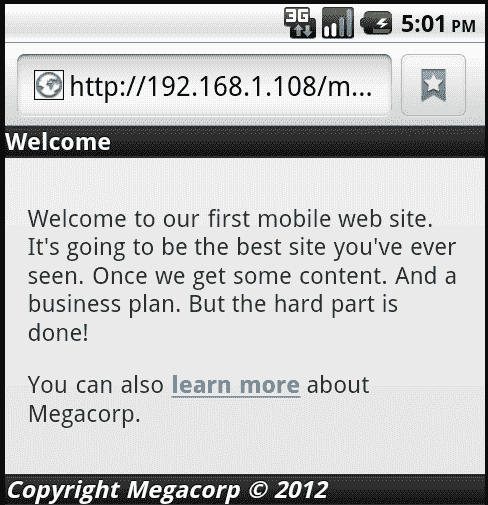 3G 5:01 PM
http://192.168.1.108/m...
Welcome
Welcome to our first mobile web site.
It's going to be the best site you've ever
seen. Once we get some content. And a
business plan. But the hard part is
done!
You can also learn more about
Megacorp.
Copyright Megacorp © 2012